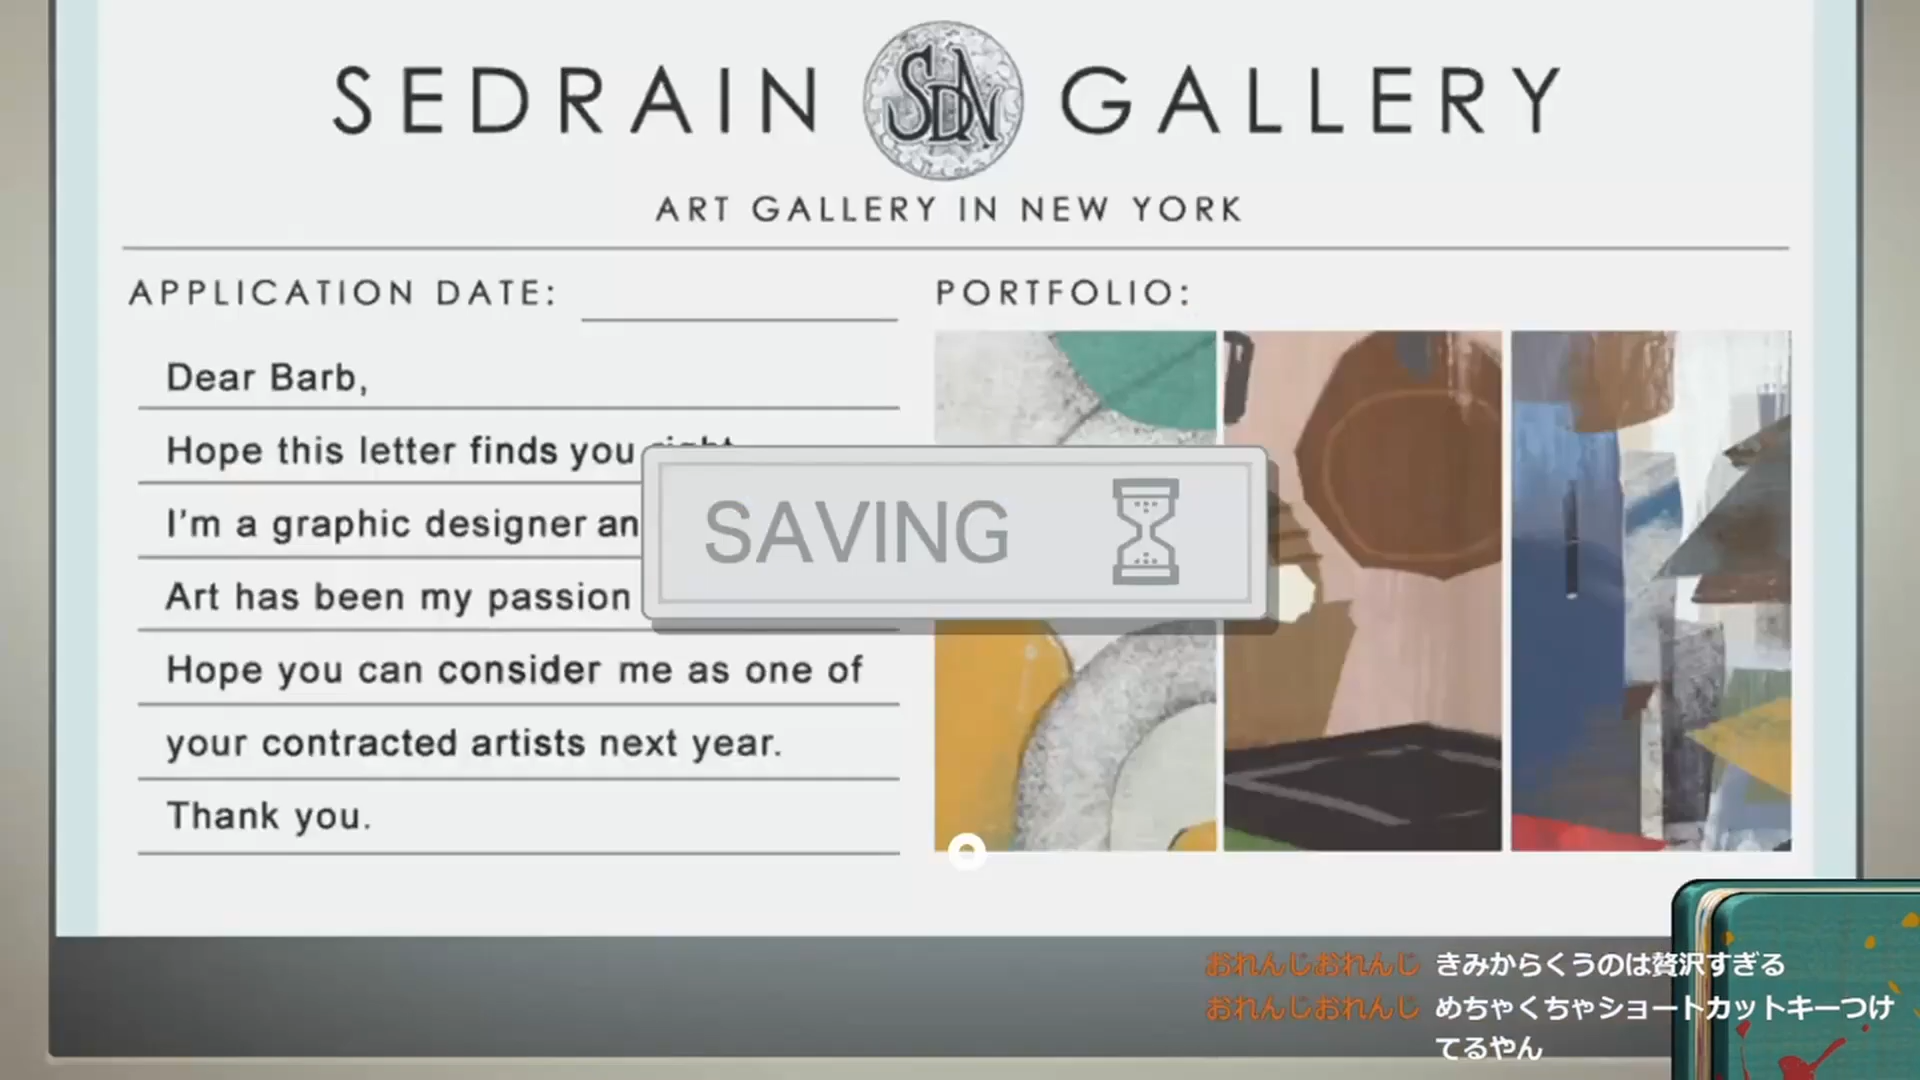 SEDRAIN SDN GALLERY
ART GALLERY IN NEW YORK
APPLICATION DATE:
PORTFOLIO:
Dear Barb,
Hope this letter finds you right
I'm a graphic designer an
Art has been my passion
Hope you can consider me as one of
your contracted artists next year.
Thank you.
SAVING
おれんじおれんじ きみからくうのは贅沢すぎる
おれんじおれんじ めちゃくちゃショートカットキーつけ
てるやん